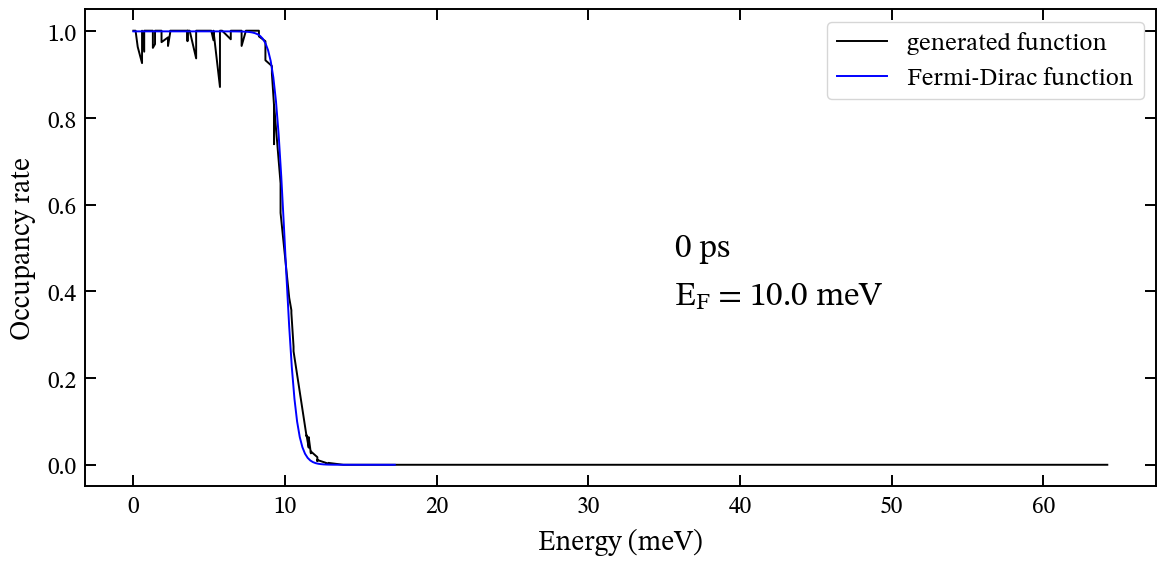 generated function
Fermi-Dirac function
1.0
0.8
0.6
0.4
0.2
0.0
Occupancy rate
0 ps
E_F = 10.0 meV
0 10 20 30 40 50 60
Energy (meV)